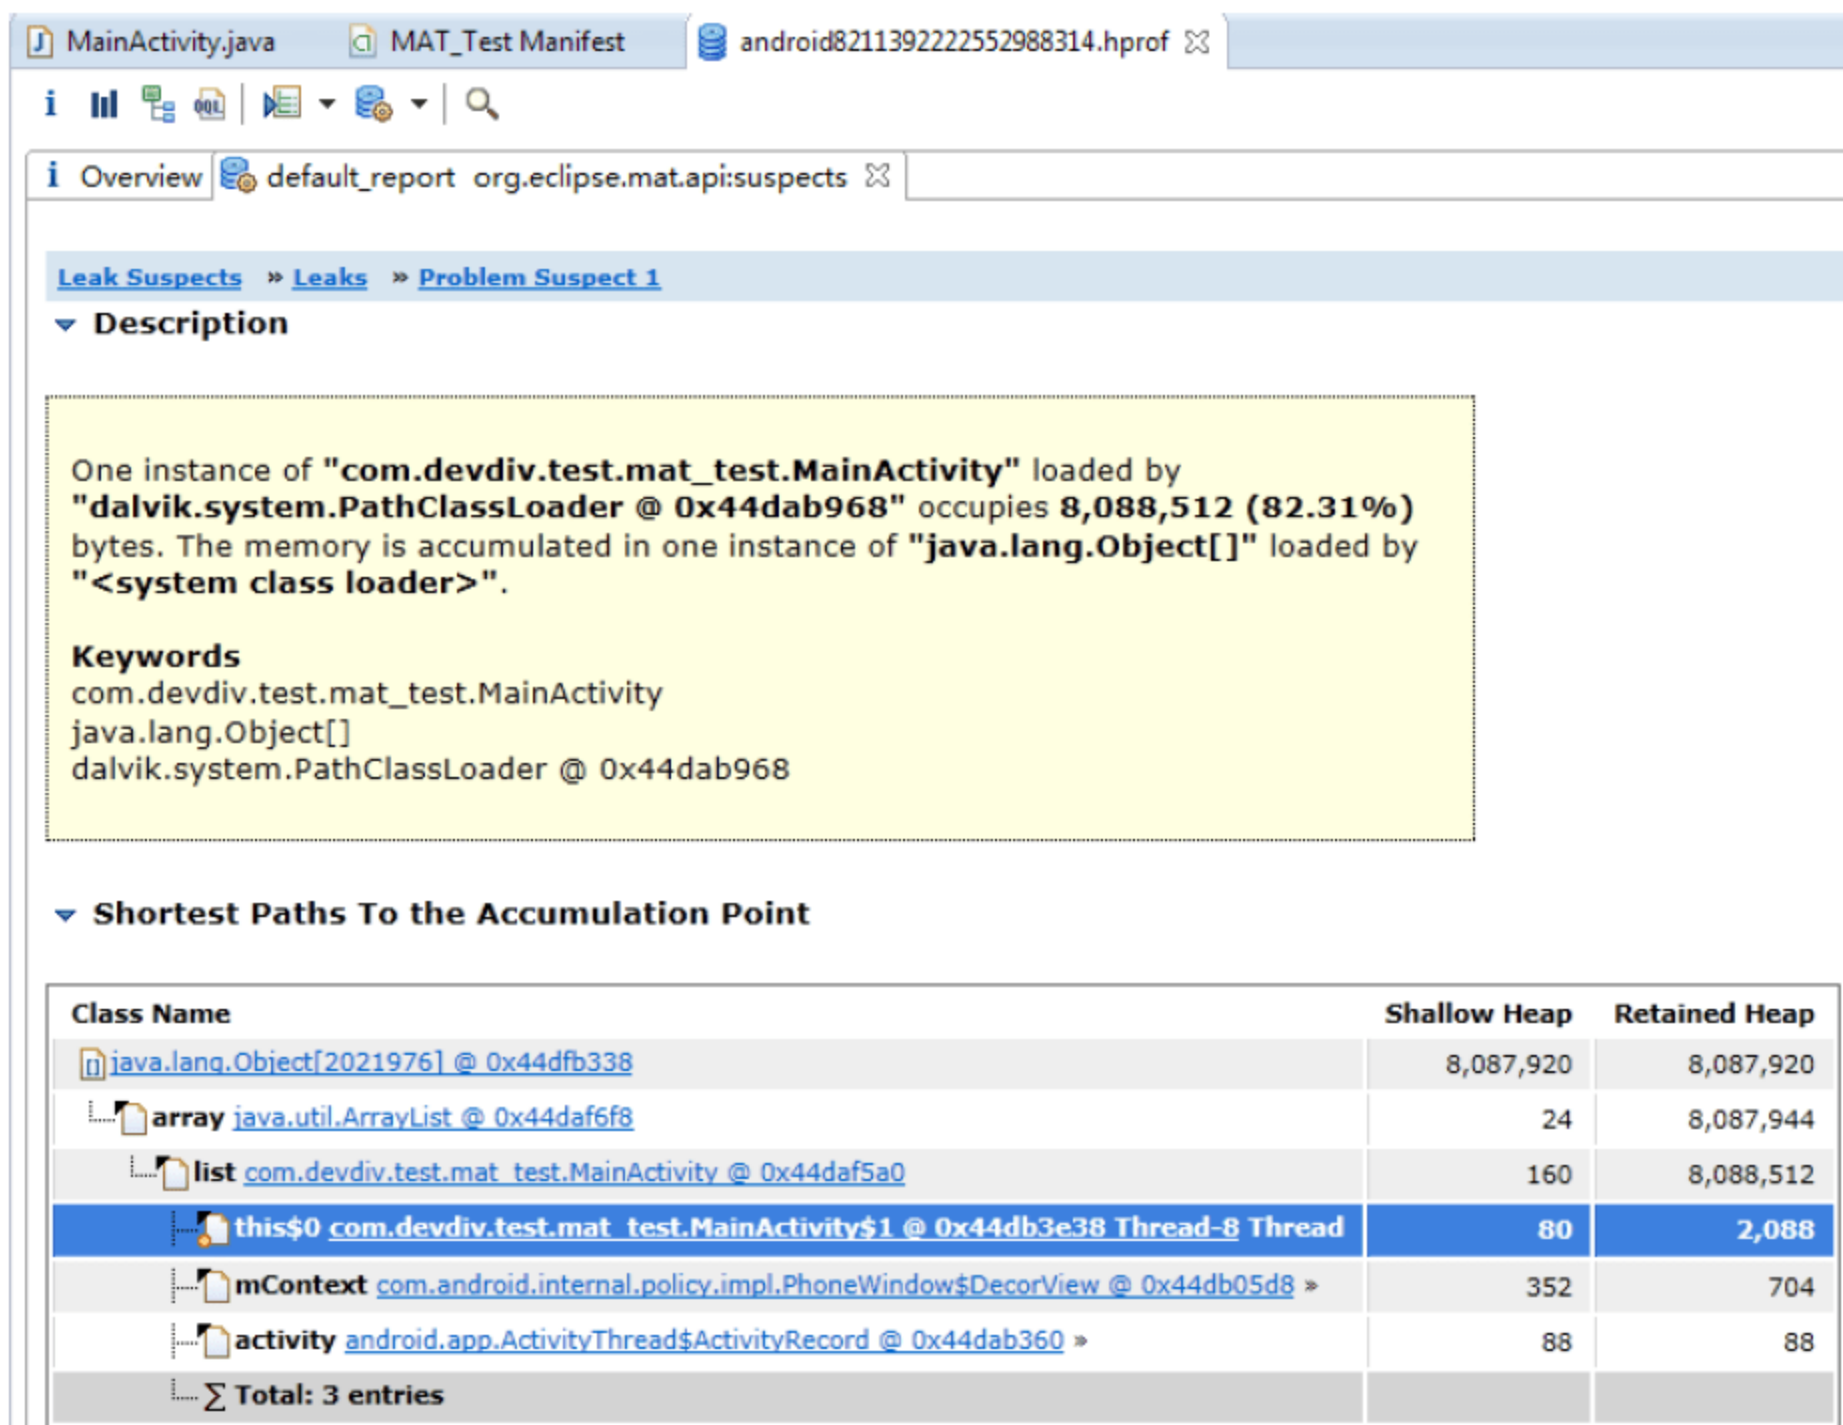 MainActivity.java MAT_Test Manifest android8211392222552988314.hprof
i OQL
i Overview default_report org.eclipse.mat.api:suspects
Leak Suspects » Leaks » Problem Suspect 1
Description
One instance of "com.devdiv.test.mat_test.MainActivity" loaded by
"dalvik.system.PathClassLoader @ 0x44dab968" occupies 8,088,512 (82.31%)
bytes. The memory is accumulated in one instance of "java.lang.Object[]" loaded by
"<system class loader>".
Keywords
com.devdiv.test.mat_test.MainActivity
java.lang.Object[]
dalvik.system.PathClassLoader @ 0x44dab968
Shortest Paths To the Accumulation Point
Class Name Shallow Heap Retained Heap
java.lang.Object[2021976] @ 0x44dfb338 8,087,920 8,087,920
array java.util.ArrayList @ 0x44daf6f8 24 8,087,944
list com.devdiv.test.mat_test.MainActivity @ 0x44daf5a0 160 8,088,512
this$0 com.devdiv.test.mat_test.MainActivity$1 @ 0x44db3e38 Thread-8 Thread 80 2,088
mContext com.android.internal.policy.impl.PhoneWindow$DecorView @ 0x44db05d8 » 352 704
activity android.app.ActivityThread$ActivityRecord @ 0x44dab360 » 88 88
∑ Total: 3 entries